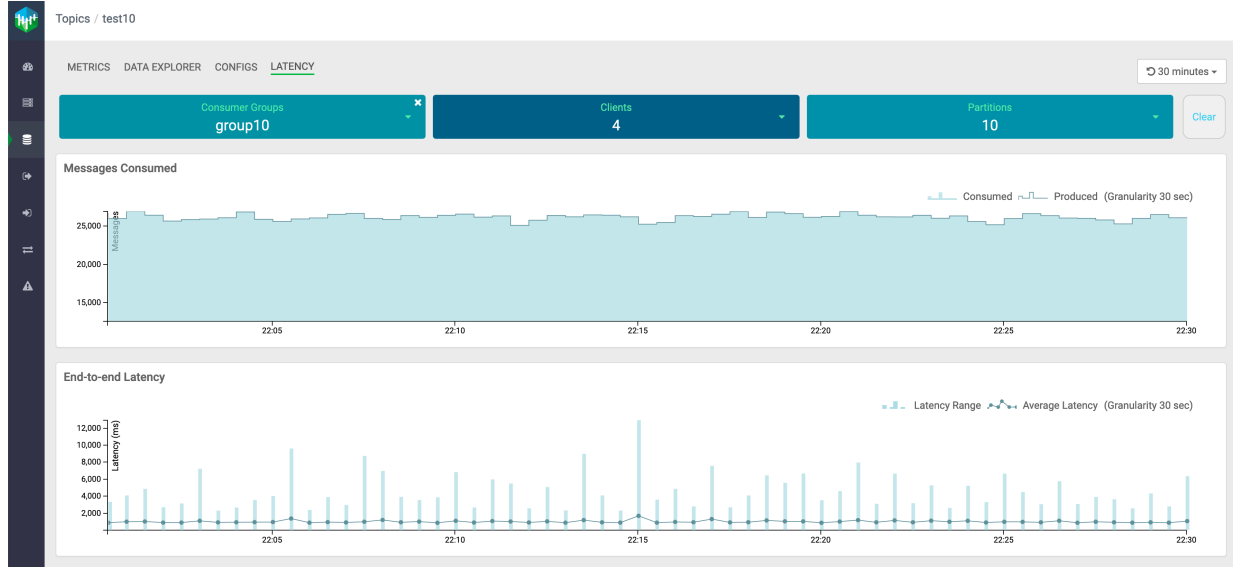 Topics / test10
METRICS DATA EXPLORER CONFIGS LATENCY
30 minutes
Consumer Groups
group10
Clients
4
Partitions
10
Clear
Messages Consumed
Consumed Produced (Granularity 30 sec)
Messages
25,000
20,000
15,000
22:05 22:10 22:15 22:20 22:25 22:30
End-to-end Latency
Latency Range Average Latency (Granularity 30 sec)
Latency (ms)
12,000
10,000
8,000
6,000
4,000
2,000
22:05 22:10 22:15 22:20 22:25 22:30